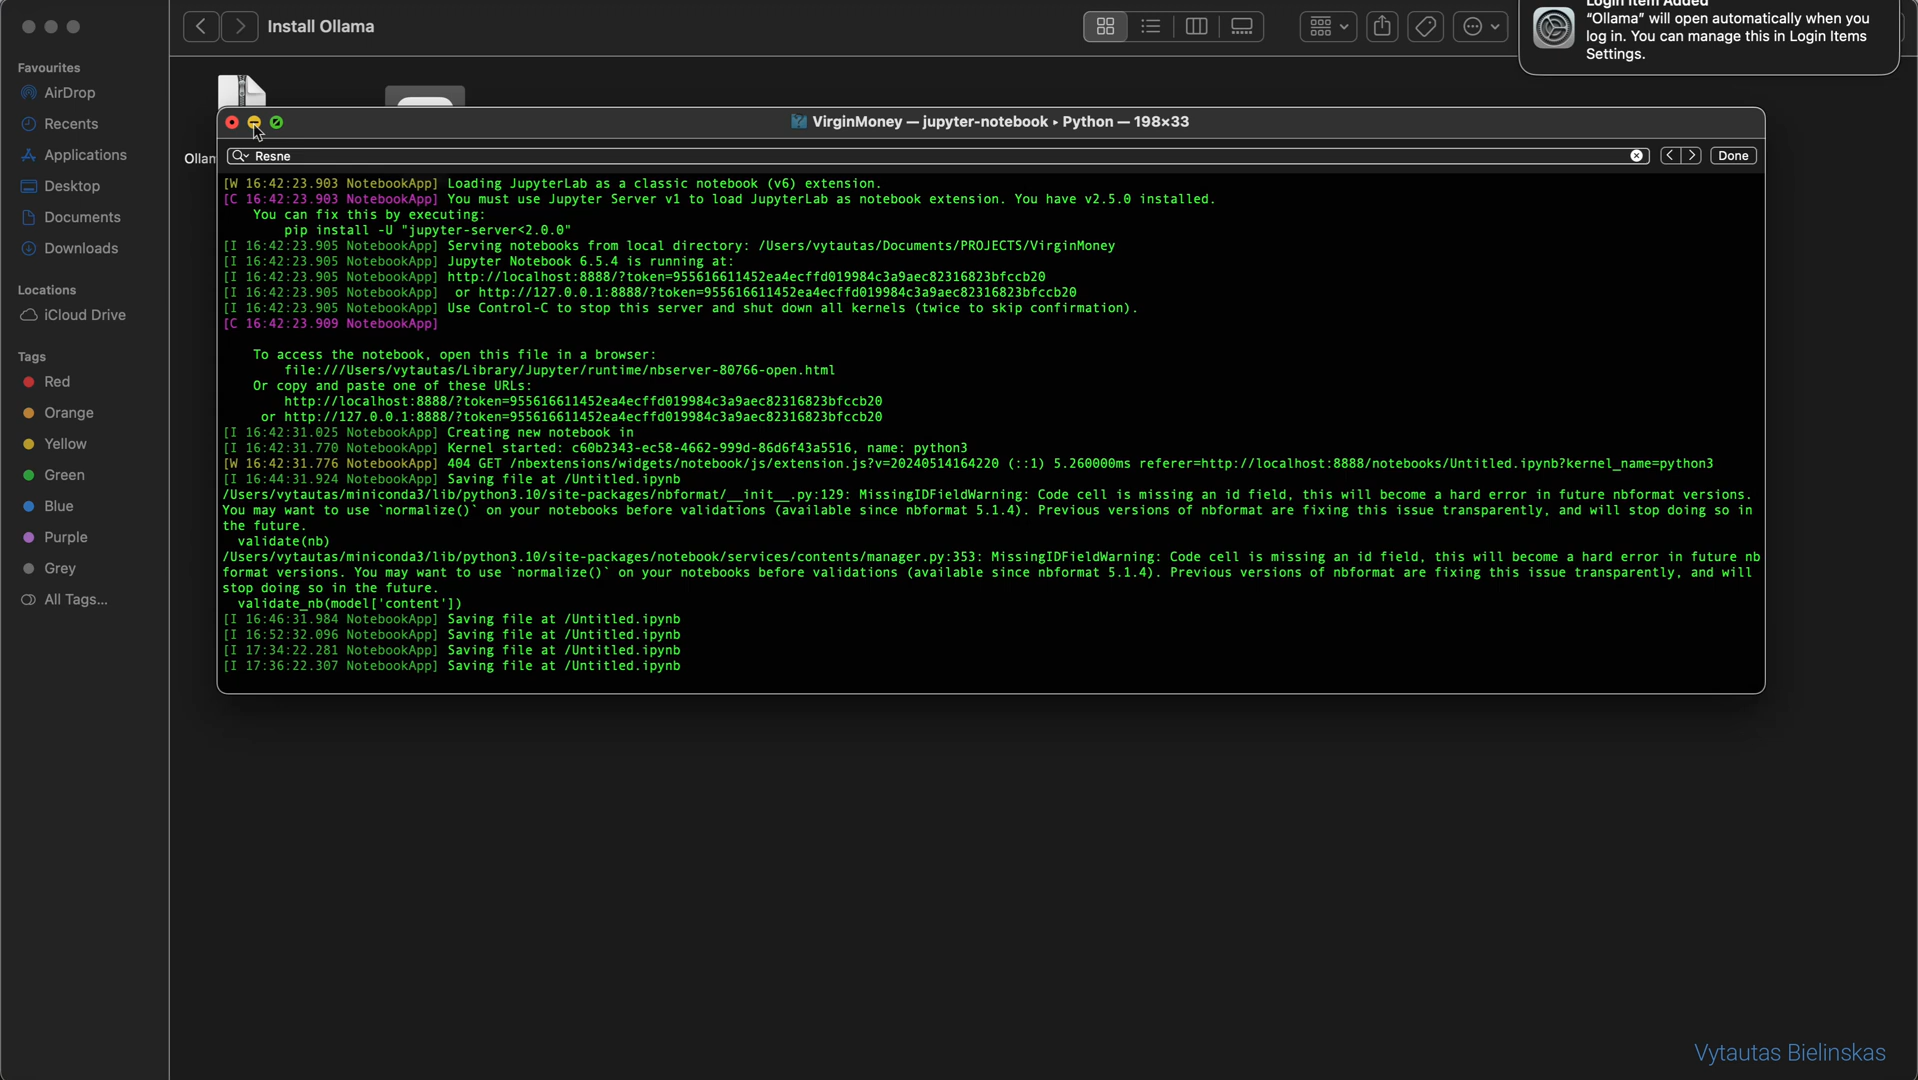 Install Ollama
Login Item Added
“Ollama” will open automatically when you
log in. You can manage this in Login Items
Settings.
Favourites
AirDrop
Recents
Applications
Desktop
Documents
Downloads
Locations
iCloud Drive
Tags
Red
Orange
Yellow
Green
Blue
Purple
Grey
All Tags...
Ollam
VirginMoney — jupyter-notebook ▸ Python — 198×33
Resne
Done
[W 16:42:23.903 NotebookApp] Loading JupyterLab as a classic notebook (v6) extension.
[C 16:42:23.903 NotebookApp] You must use Jupyter Server v1 to load JupyterLab as notebook extension. You have v2.5.0 installed.
You can fix this by executing:
pip install -U "jupyter-server<2.0.0"
[I 16:42:23.905 NotebookApp] Serving notebooks from local directory: /Users/vytautas/Documents/PROJECTS/VirginMoney
[I 16:42:23.905 NotebookApp] Jupyter Notebook 6.5.4 is running at:
[I 16:42:23.905 NotebookApp] http://localhost:8888/?token=955616611452ea4ecffd019984c3a9aec82316823bfccb20
[I 16:42:23.905 NotebookApp]  or http://127.0.0.1:8888/?token=955616611452ea4ecffd019984c3a9aec82316823bfccb20
[I 16:42:23.905 NotebookApp] Use Control-C to stop this server and shut down all kernels (twice to skip confirmation).
[C 16:42:23.909 NotebookApp]
To access the notebook, open this file in a browser:
file:///Users/vytautas/Library/Jupyter/runtime/nbserver-80766-open.html
Or copy and paste one of these URLs:
http://localhost:8888/?token=955616611452ea4ecffd019984c3a9aec82316823bfccb20
or http://127.0.0.1:8888/?token=955616611452ea4ecffd019984c3a9aec82316823bfccb20
[I 16:42:31.025 NotebookApp] Creating new notebook in
[I 16:42:31.770 NotebookApp] Kernel started: c60b2343-ec58-4662-999d-86d6f43a5516, name: python3
[W 16:42:31.776 NotebookApp] 404 GET /nbextensions/widgets/notebook/js/extension.js?v=20240514164220 (::1) 5.260000ms referer=http://localhost:8888/notebooks/Untitled.ipynb?kernel_name=python3
[I 16:44:31.924 NotebookApp] Saving file at /Untitled.ipynb
/Users/vytautas/miniconda3/lib/python3.10/site-packages/nbformat/__init__.py:129: MissingIDFieldWarning: Code cell is missing an id field, this will become a hard error in future nbformat versions.
You may want to use `normalize()` on your notebooks before validations (available since nbformat 5.1.4). Previous versions of nbformat are fixing this issue transparently, and will stop doing so in
the future.
validate(nb)
/Users/vytautas/miniconda3/lib/python3.10/site-packages/notebook/services/contents/manager.py:353: MissingIDFieldWarning: Code cell is missing an id field, this will become a hard error in future nb
format versions. You may want to use `normalize()` on your notebooks before validations (available since nbformat 5.1.4). Previous versions of nbformat are fixing this issue transparently, and will
stop doing so in the future.
validate_nb(model['content'])
[I 16:46:31.984 NotebookApp] Saving file at /Untitled.ipynb
[I 16:52:32.096 NotebookApp] Saving file at /Untitled.ipynb
[I 17:34:22.281 NotebookApp] Saving file at /Untitled.ipynb
[I 17:36:22.307 NotebookApp] Saving file at /Untitled.ipynb
Vytautas Bielinskas